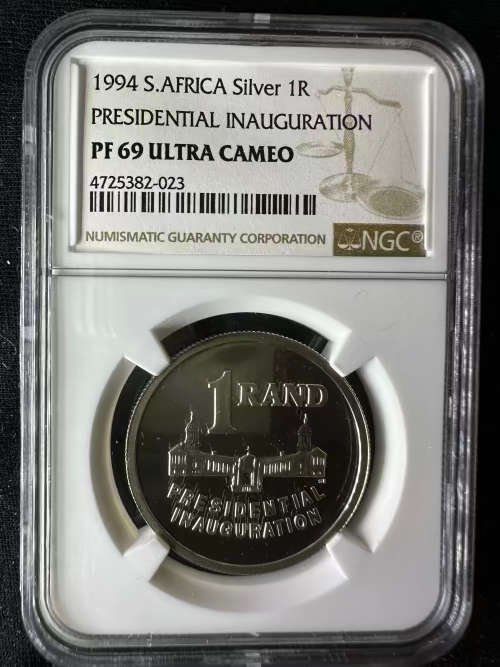 1994 S.AFRICA Silver 1R
PRESIDENTIAL INAUGURATION
PF 69 ULTRA CAMEO
4725382-023
NUMISMATIC GUARANTY CORPORATION NGC®
1 RAND
PRESIDENTIAL
INAUGURATION